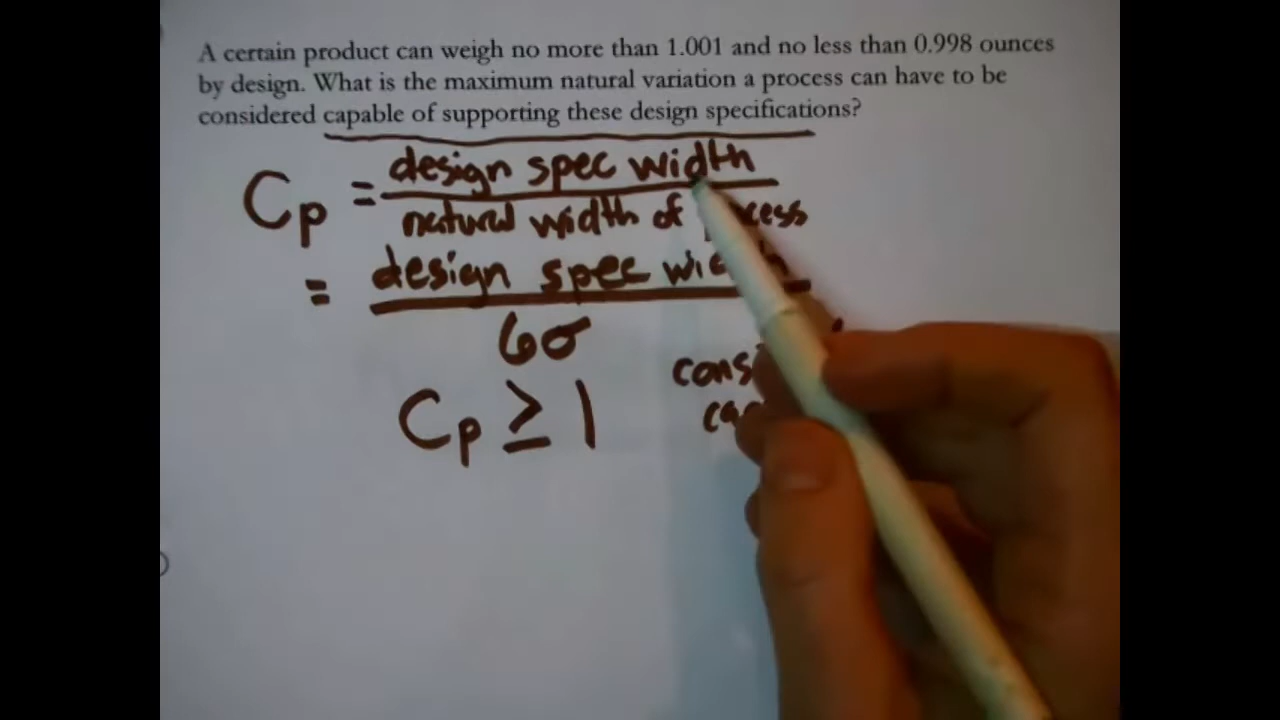 A certain product can weigh no more than 1.001 and no less than 0.998 ounces
by design. What is the maximum natural variation a process can have to be
considered capable of supporting these design specifications?
Cp = design spec width
natural width of
= design spec
6σ
Cp ≥ 1